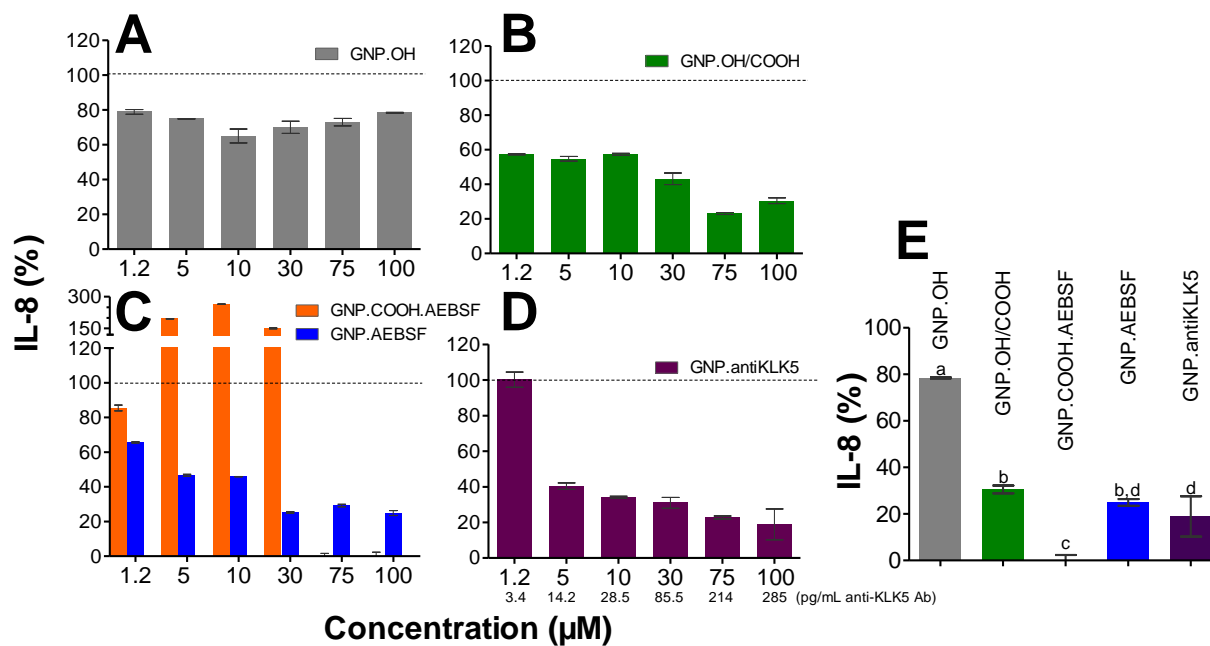 A
GNP.OH
120
100
80
60
40
20
0
1.2 5 10 30 75 100
B
GNP.OH/COOH
120
100
80
60
40
20
0
1.2 5 10 30 75 100
IL-8 (%)
C
GNP.COOH.AEBSF
GNP.AEBSF
300
150
120
100
80
60
40
20
0
1.2 5 10 30 75 100
D
GNP.antiKLK5
120
100
80
60
40
20
0
1.2 5 10 30 75 100
3.4 14.2 28.5 85.5 214 285 (pg/mL anti-KLK5 Ab)
Concentration (µM)
E
GNP.OH
GNP.OH/COOH
GNP.COOH.AEBSF
GNP.AEBSF
GNP.antiKLK5
IL-8 (%)
100
80
60
40
20
0
a
b
c
b,d
d